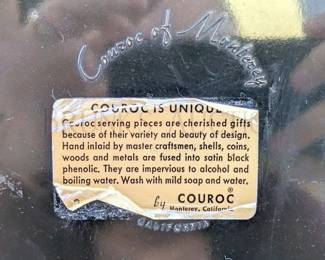 Couroc of Monterey
COUROC IS UNIQUE
Couroc serving pieces are cherished gifts
because of their variety and beauty of design.
Hand inlaid by master craftsmen, shells, coins,
woods and metals are fused into satin black
phenolic. They are impervious to alcohol and
boiling water. Wash with mild soap and water.
by COUROC®
Monterey, California
CALIFORNIA